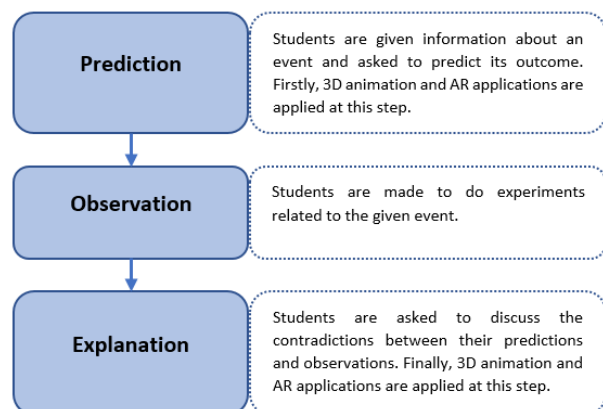 Prediction
Students are given information about an
event and asked to predict its outcome.
Firstly, 3D animation and AR applications are
applied at this step.
Observation
Students are made to do experiments
related to the given event.
Explanation
Students are asked to discuss the
contradictions between their predictions
and observations. Finally, 3D animation and
AR applications are applied at this step.